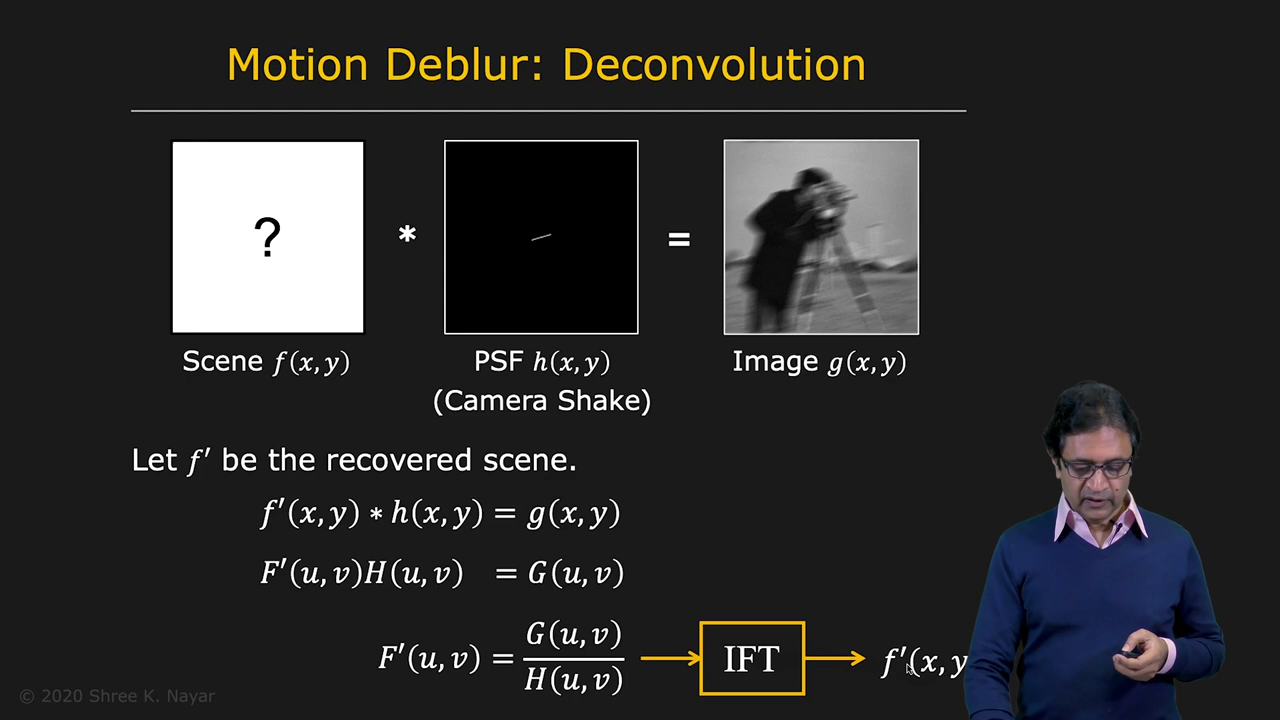 Motion Deblur: Deconvolution
? * =
Scene f(x, y) PSF h(x, y) Image g(x, y)
(Camera Shake)
Let f′ be the recovered scene.
f′(x, y) ∗ h(x, y) = g(x, y)
F′(u, v)H(u, v) = G(u, v)
F′(u, v) = G(u, v) / H(u, v) → IFT → f′(x, y
© 2020 Shree K. Nayar